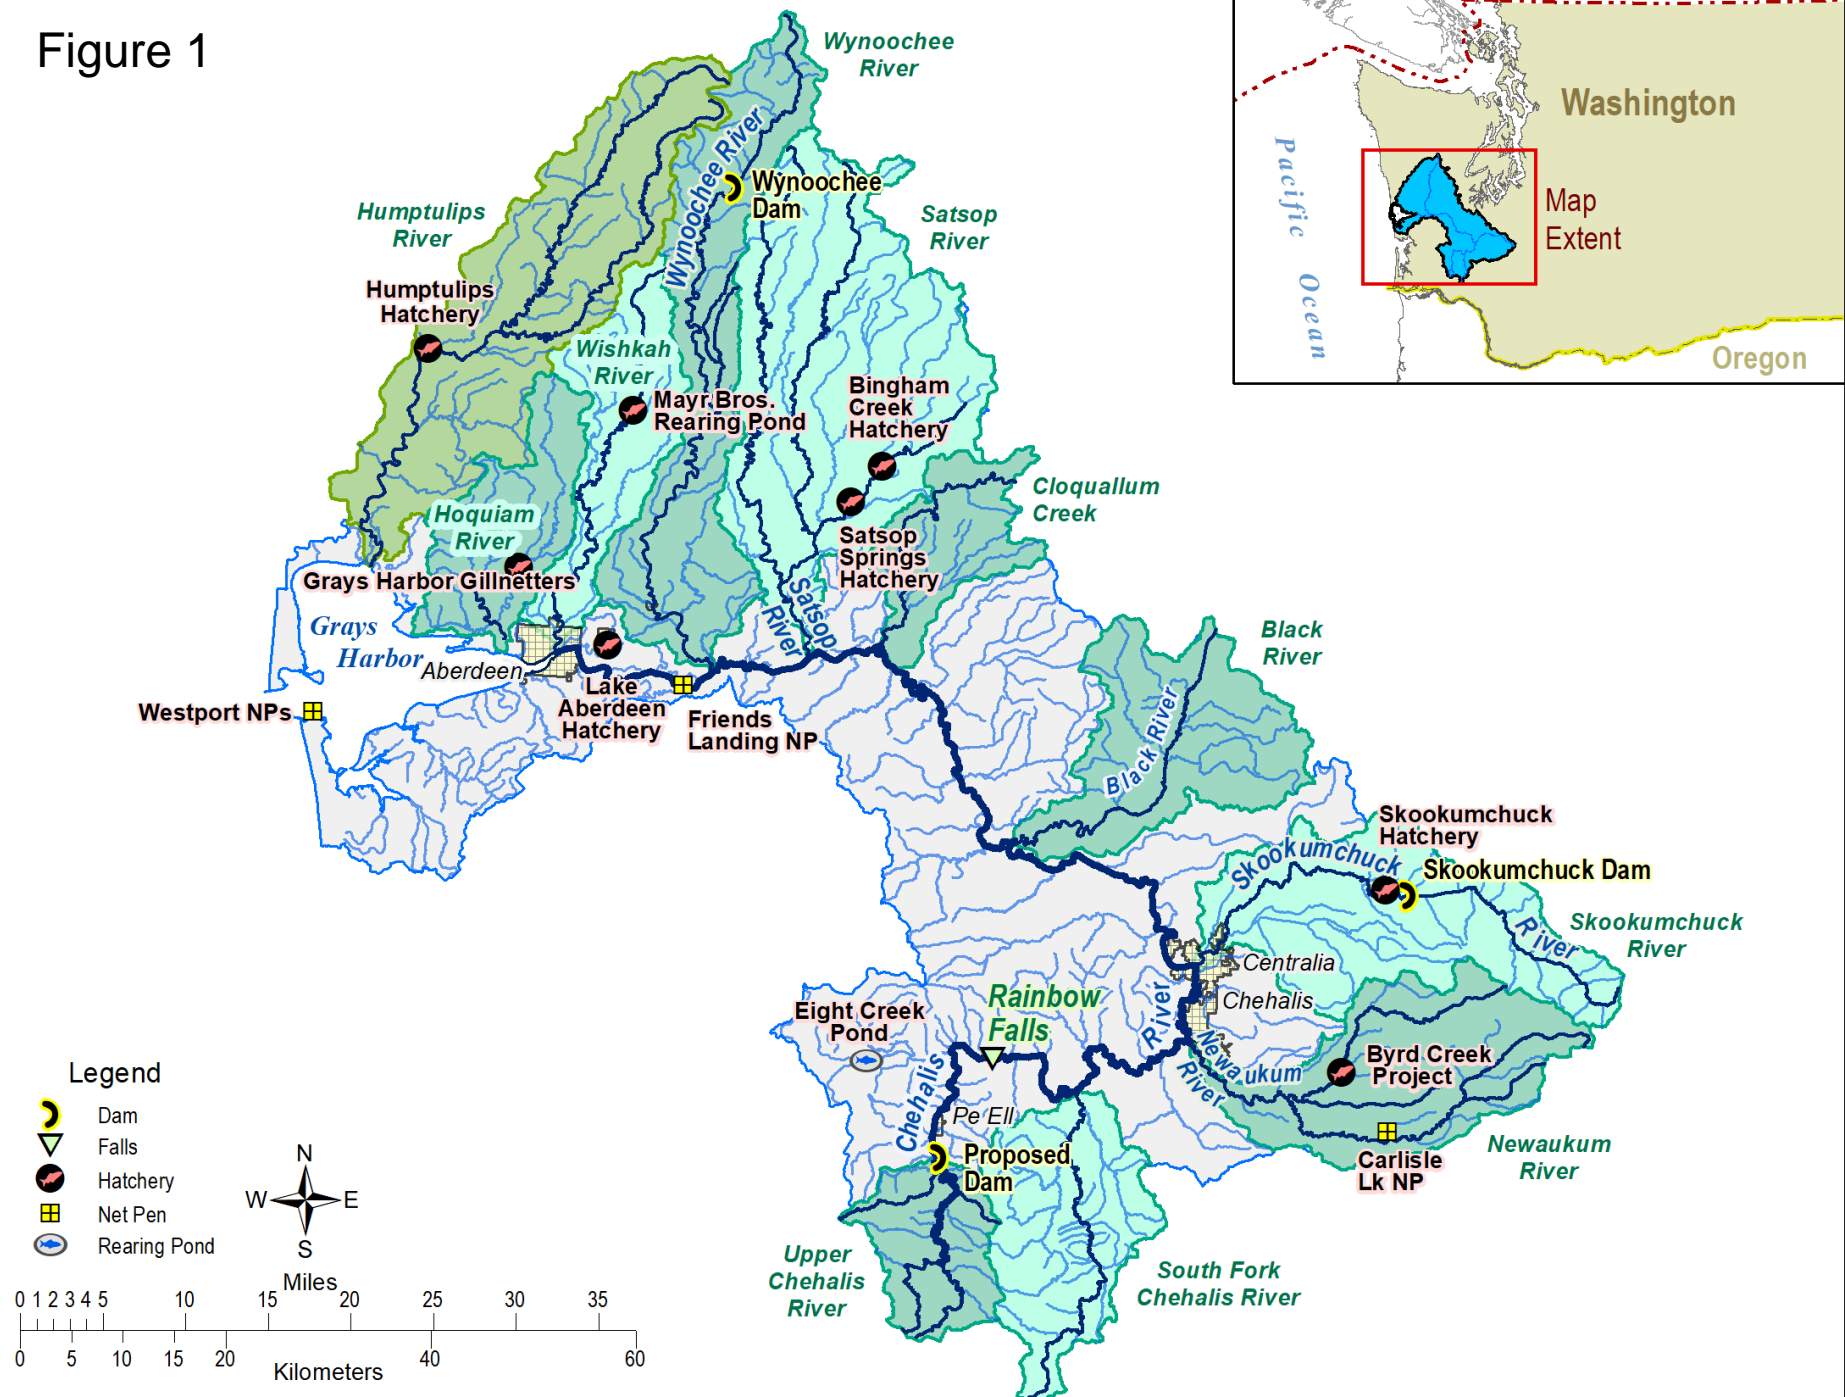 Figure 1
Wynoochee
River
Washington
Pacific Ocean
Map
Extent
Oregon
Wynoochee River
Wynoochee
Dam
Humptulips
River
Satsop
River
Humptulips
Hatchery
Wishkah
River
Mayr Bros.
Rearing Pond
Bingham
Creek
Hatchery
Cloquallum
Creek
Hoquiam
River
Satsop
Springs
Hatchery
Grays Harbor Gillnetters
Satsop
River
Grays
Harbor
Aberdeen
Black
River
Lake
Aberdeen
Hatchery
Westport NPs
Friends
Landing NP
Black River
Skookumchuck
Hatchery
Skookumchuck
River
Skookumchuck Dam
Skookumchuck
River
Centralia
Chehalis
Rainbow
Falls
Eight Creek
Pond
Chehalis
River
Newaukum
River
Byrd Creek
Project
Pe Ell
Proposed
Dam
Carlisle
Lk NP
Newaukum
River
Upper
Chehalis
River
South Fork
Chehalis River
Legend
Dam
Falls
Hatchery
Net Pen
Rearing Pond
N
W E
S
Miles
0 1 2 3 4 5 10 15 20 25 30 35
0 5 10 15 20 40 60
Kilometers